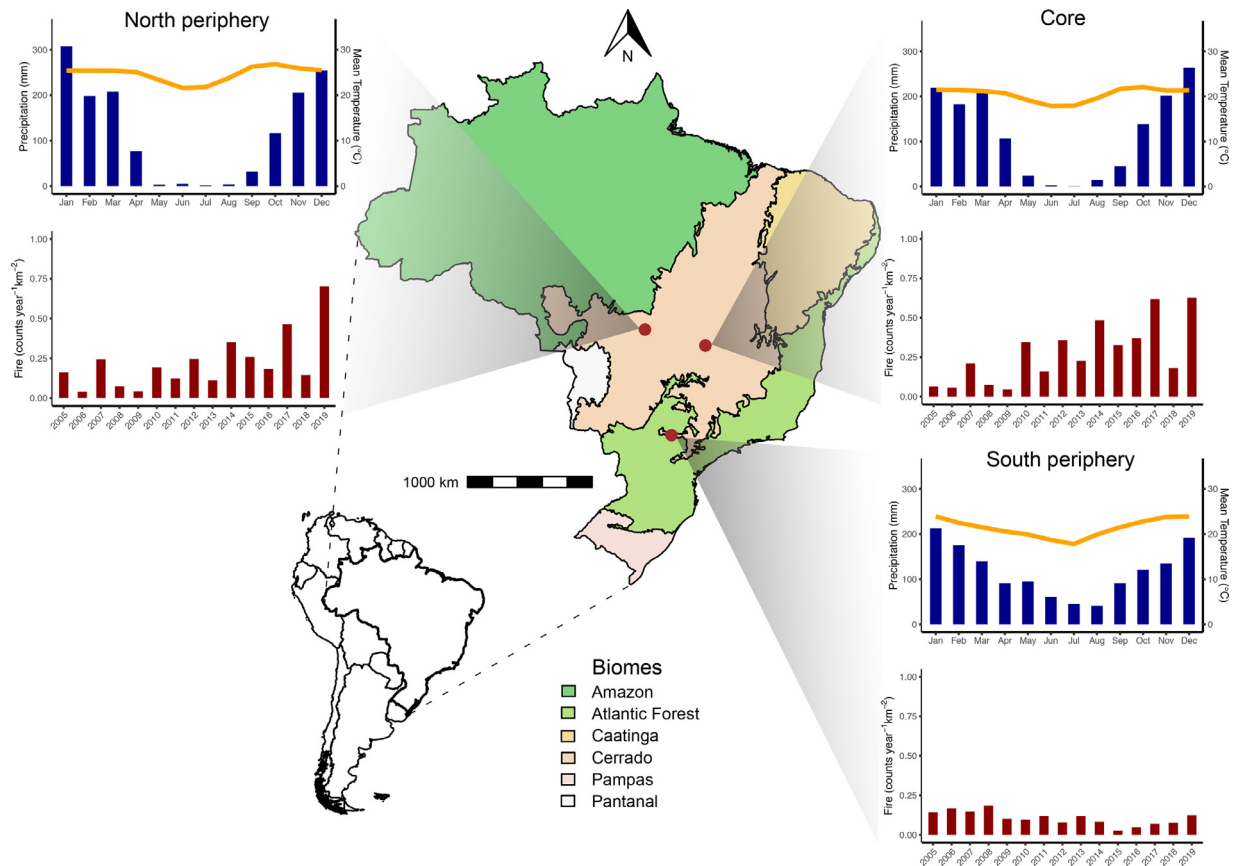 North periphery
Precipitation (mm)
300
200
100
0
Mean Temperature (°C)
30
20
10
0
Jan Feb Mar Apr May Jun Jul Aug Sep Oct Nov Dec
Fire (counts year⁻¹km⁻²)
1.00
0.75
0.50
0.25
0.00
2005 2006 2007 2008 2009 2010 2011 2012 2013 2014 2015 2016 2017 2018 2019
N
Core
Precipitation (mm)
300
200
100
0
Mean Temperature (°C)
30
20
10
0
Jan Feb Mar Apr May Jun Jul Aug Sep Oct Nov Dec
Fire (counts year⁻¹km⁻²)
1.00
0.75
0.50
0.25
0.00
2005 2006 2007 2008 2009 2010 2011 2012 2013 2014 2015 2016 2017 2018 2019
1000 km
South periphery
Precipitation (mm)
300
200
100
0
Mean Temperature (°C)
30
20
10
0
Jan Feb Mar Apr May Jun Jul Aug Sep Oct Nov Dec
Fire (counts year⁻¹km⁻²)
1.00
0.75
0.50
0.25
0.00
2005 2006 2007 2008 2009 2010 2011 2012 2013 2014 2015 2016 2017 2018 2019
Biomes
Amazon
Atlantic Forest
Caatinga
Cerrado
Pampas
Pantanal